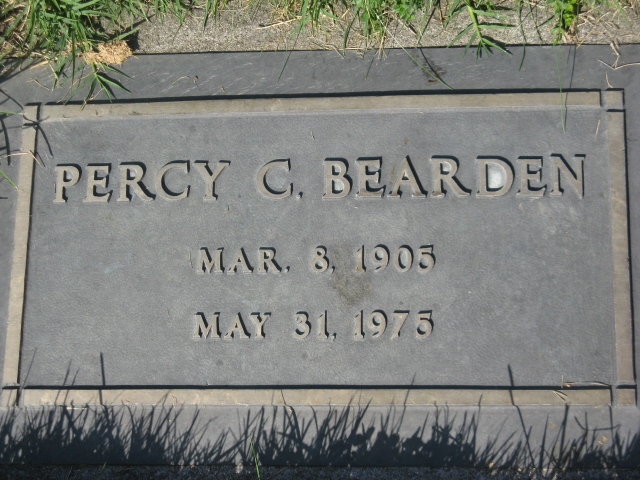 PERCY C. BEARDEN
MAR. 8, 1905
MAY 31, 1975